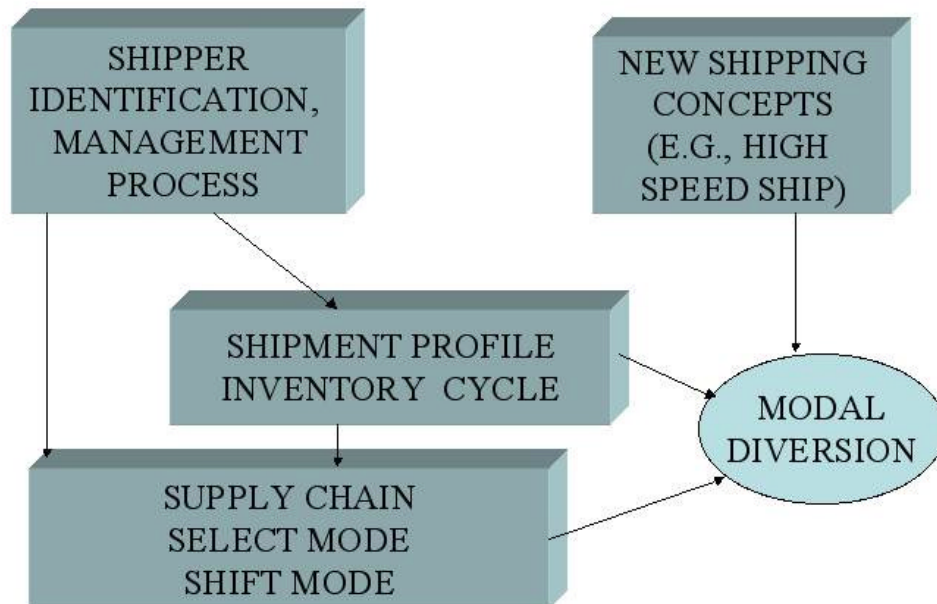 SHIPPER
IDENTIFICATION,
MANAGEMENT
PROCESS
NEW SHIPPING
CONCEPTS
(E.G., HIGH
SPEED SHIP)
SHIPMENT PROFILE
INVENTORY CYCLE
MODAL
DIVERSION
SUPPLY CHAIN
SELECT MODE
SHIFT MODE